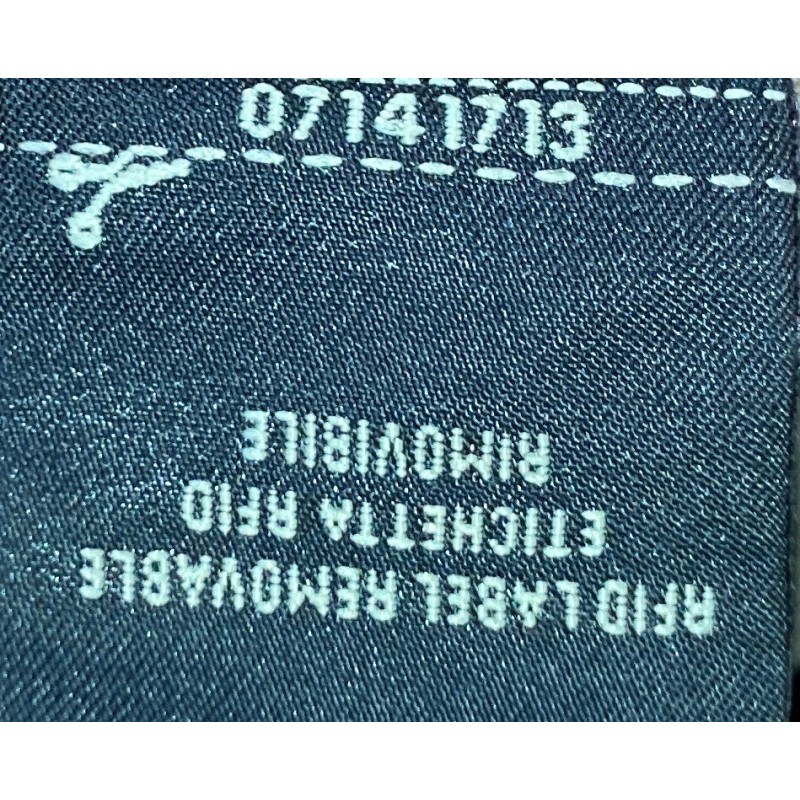 07141713
RFID LABEL REMOVABLE
ETICHETTA RFID
RIMOVIBILE